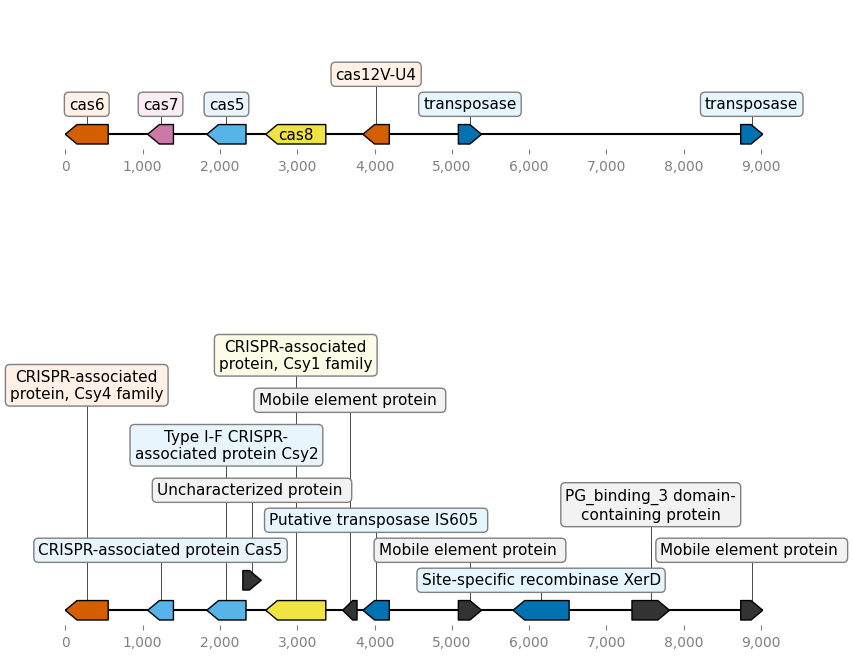 cas12V-U4
cas6
cas7
cas5
transposase
transposase
cas8
0
1,000
2,000
3,000
4,000
5,000
6,000
7,000
8,000
9,000
CRISPR-associated
protein, Csy1 family
CRISPR-associated
protein, Csy4 family
Mobile element protein
Type I-F CRISPR-
associated protein Csy2
Uncharacterized protein
PG_binding_3 domain-
containing protein
Putative transposase IS605
CRISPR-associated protein Cas5
Mobile element protein
Mobile element protein
Site-specific recombinase XerD
0
1,000
2,000
3,000
4,000
5,000
6,000
7,000
8,000
9,000